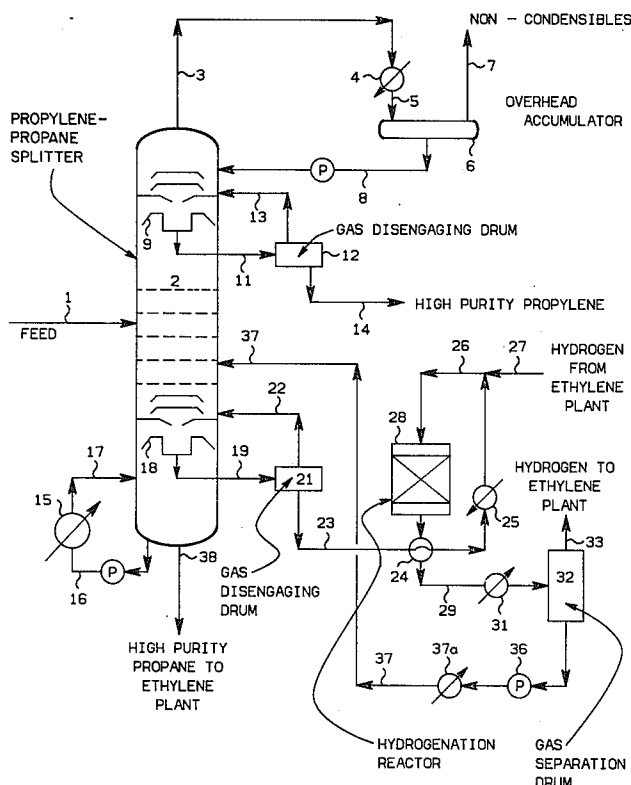 NON - CONDENSIBLES
3
4
5
7
OVERHEAD
ACCUMULATOR
6
PROPYLENE-
PROPANE
SPLITTER
P
8
13
9
GAS DISENGAGING DRUM
11
12
2
14
HIGH PURITY PROPYLENE
1
FEED
37
26
27
HYDROGEN
FROM
ETHYLENE
PLANT
22
28
18
19
21
17
15
HYDROGEN TO
ETHYLENE
PLANT
25
33
23
24
32
16
P
38
GAS
DISENGAGING
DRUM
29
31
HIGH PURITY
PROPANE TO
ETHYLENE
PLANT
37
37a
36
P
HYDROGENATION
REACTOR
GAS
SEPARATION
DRUM